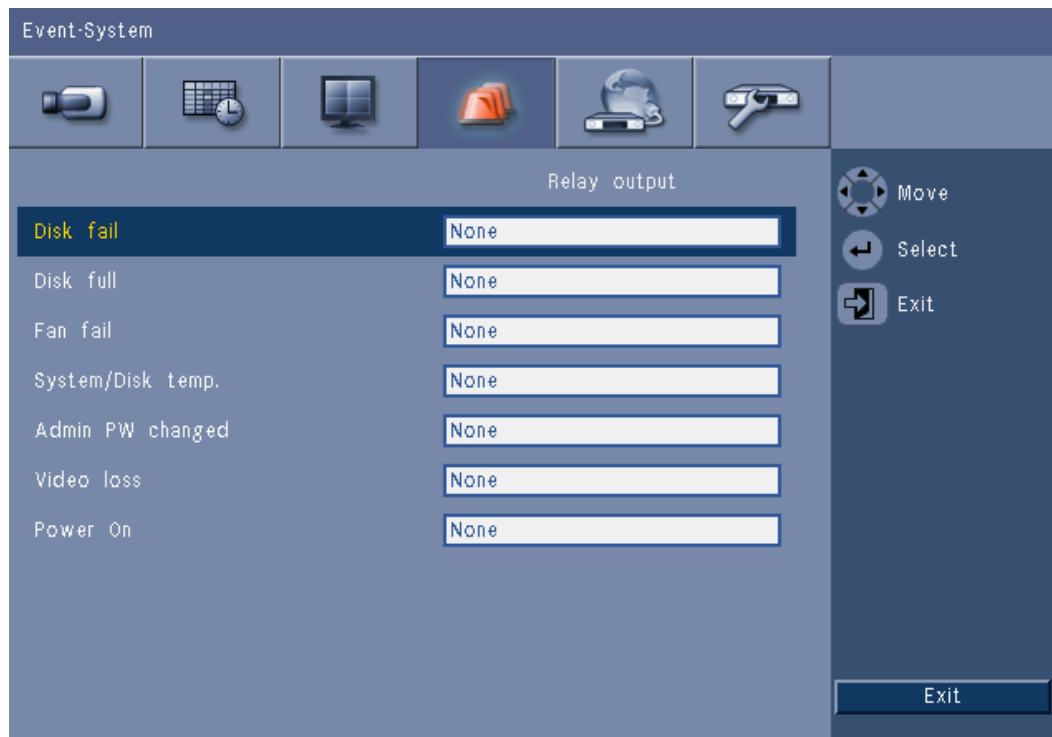 Event-System
Relay output
Disk fail None
Disk full None
Fan fail None
System/Disk temp. None
Admin PW changed None
Video loss None
Power On None
Move
Select
Exit
Exit